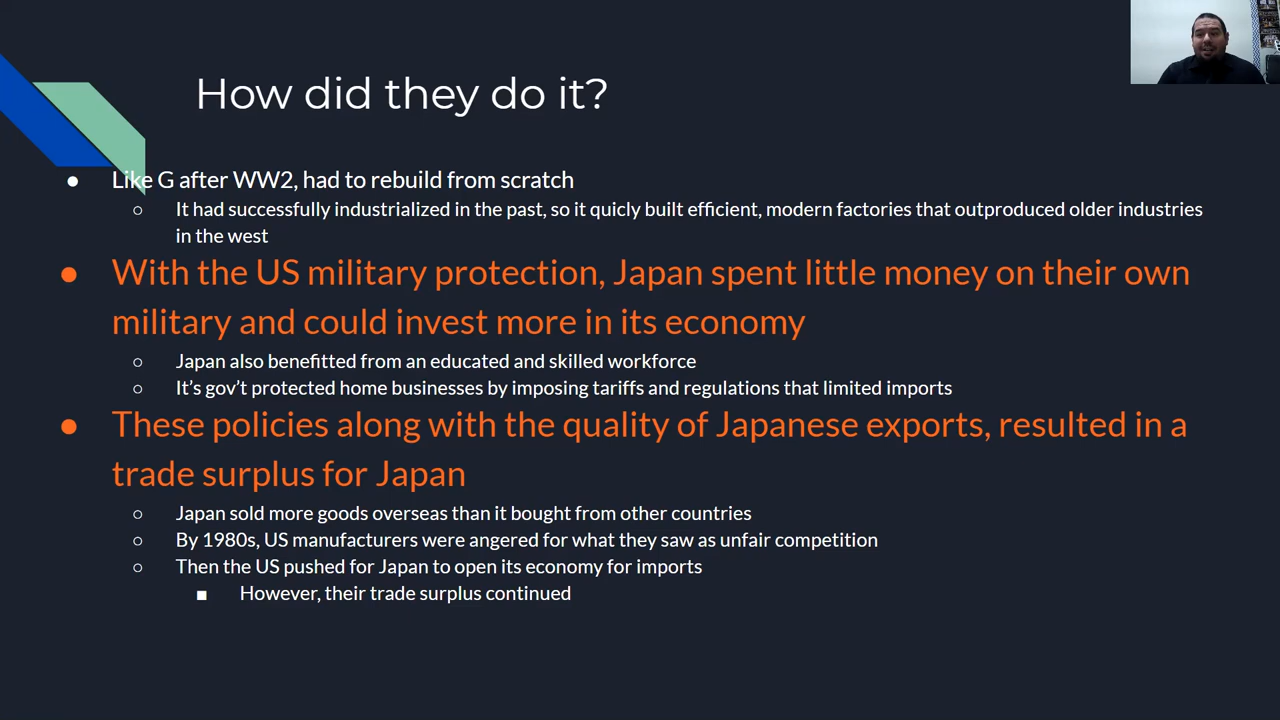 How did they do it?
● Like G after WW2, had to rebuild from scratch
○ It had successfully industrialized in the past, so it quicly built efficient, modern factories that outproduced older industries
in the west
● With the US military protection, Japan spent little money on their own
military and could invest more in its economy
○ Japan also benefitted from an educated and skilled workforce
○ It’s gov’t protected home businesses by imposing tariffs and regulations that limited imports
● These policies along with the quality of Japanese exports, resulted in a
trade surplus for Japan
○ Japan sold more goods overseas than it bought from other countries
○ By 1980s, US manufacturers were angered for what they saw as unfair competition
○ Then the US pushed for Japan to open its economy for imports
■ However, their trade surplus continued